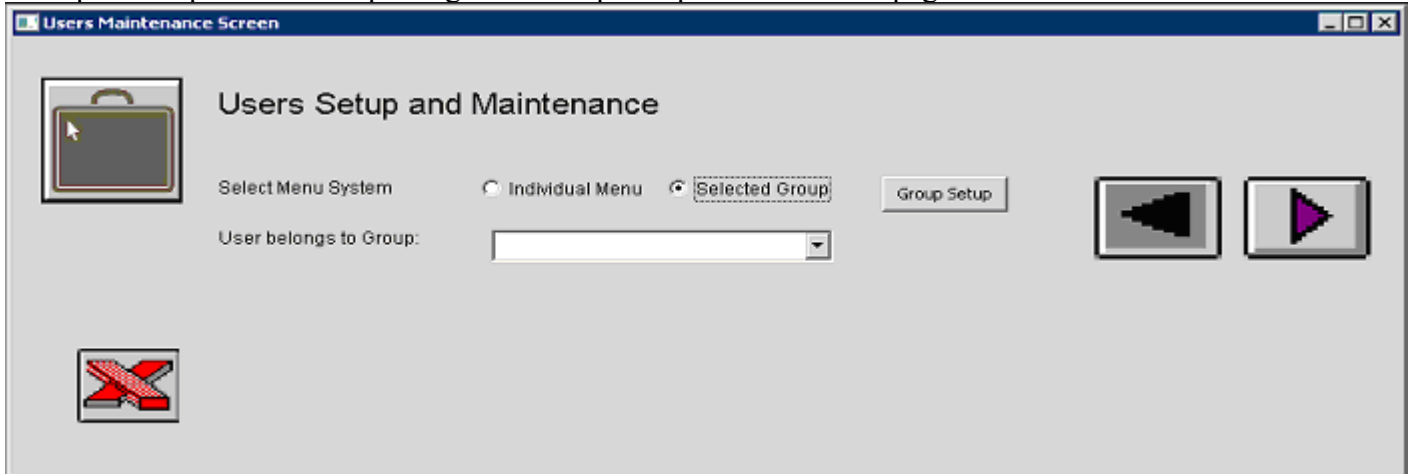 Users Maintenance Screen
Users Setup and Maintenance
Select Menu System Individual Menu Selected Group Group Setup
User belongs to Group: